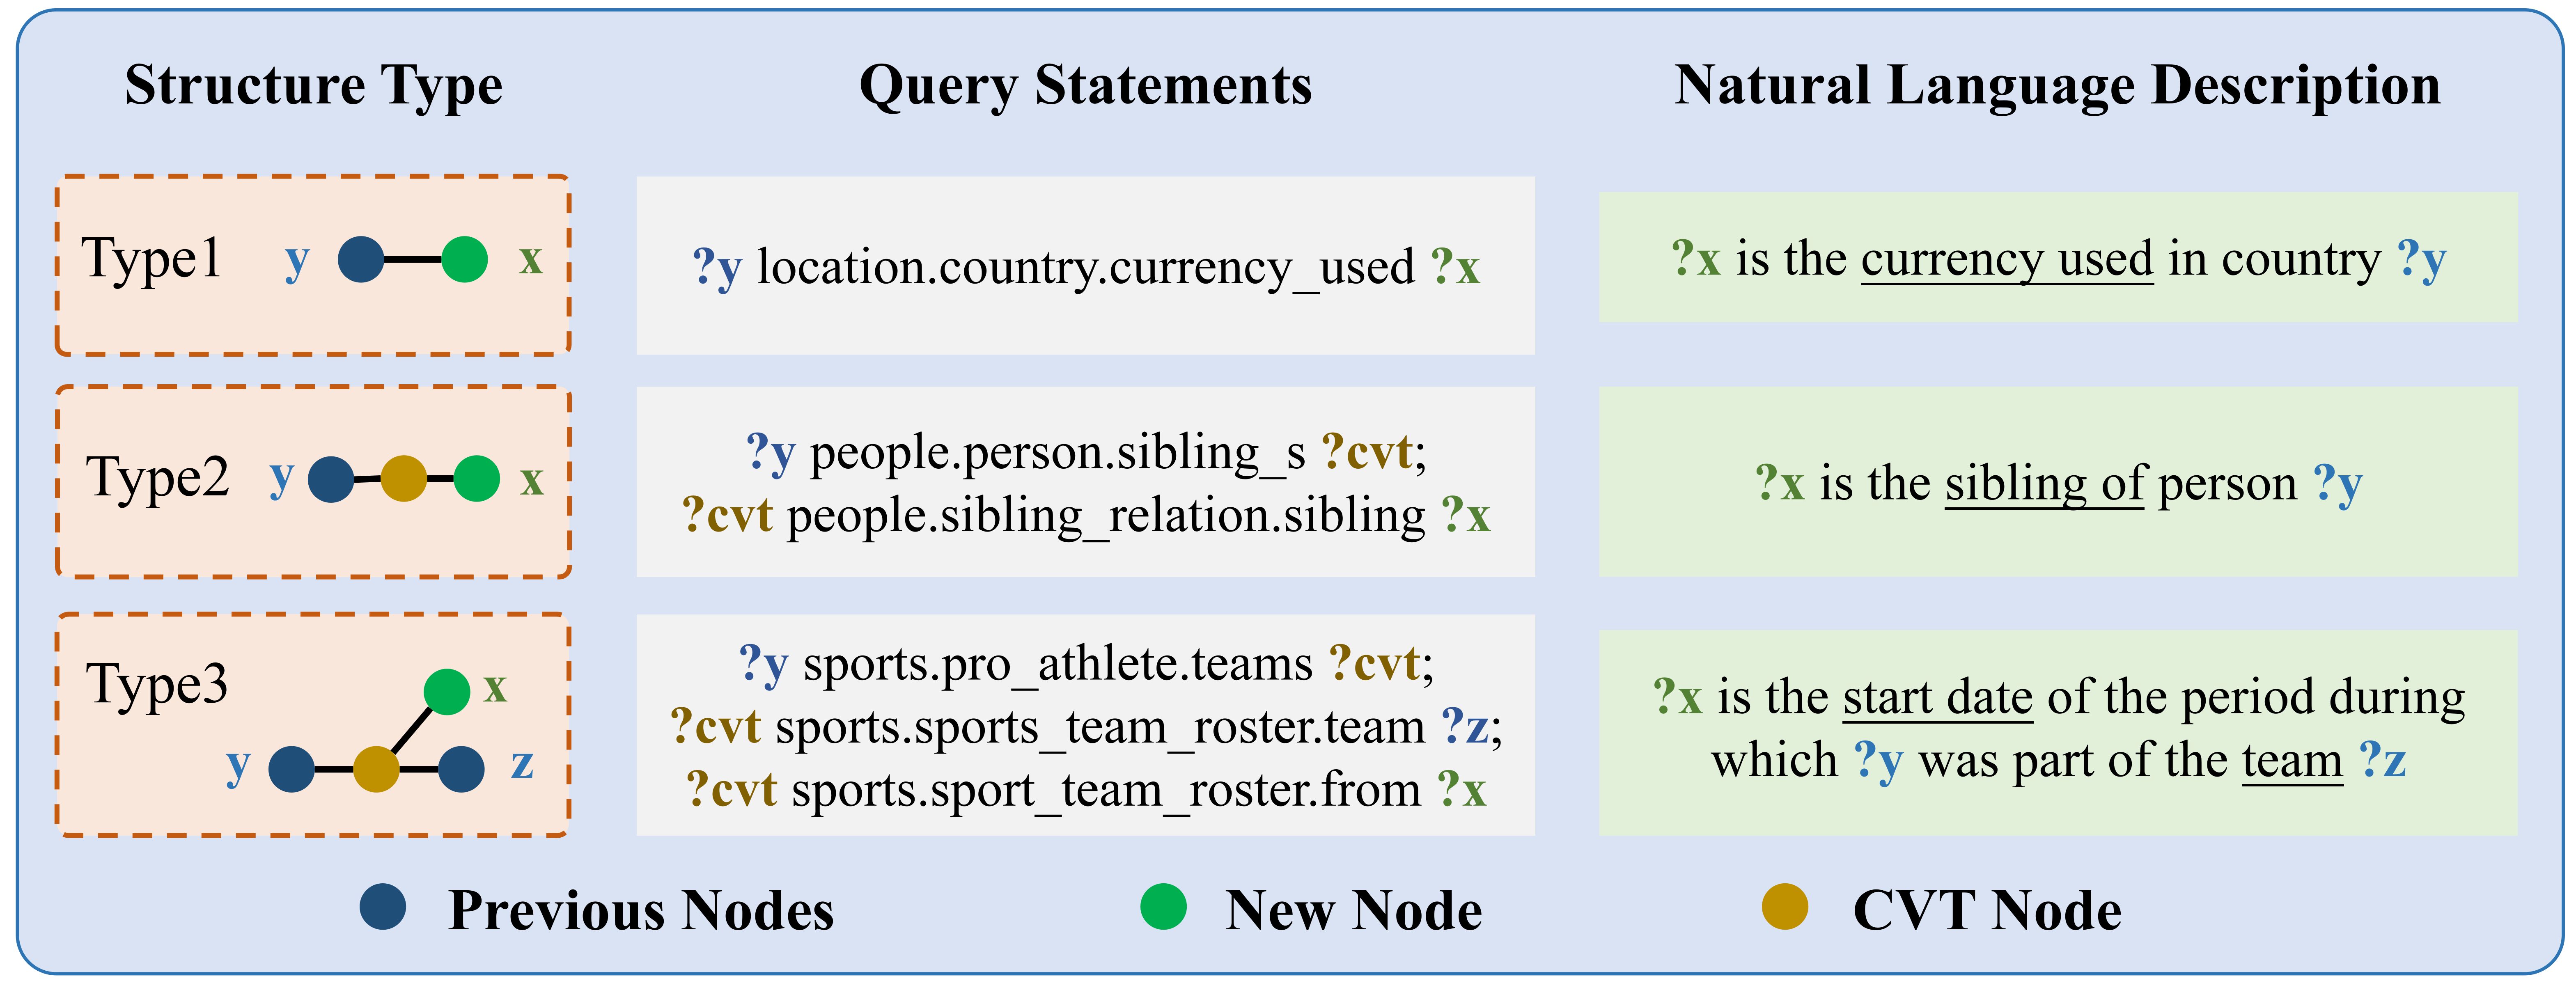 Structure Type
Query Statements
Natural Language Description
Type1 y x
?y location.country.currency_used ?x
?x is the currency used in country ?y
Type2 y x
?y people.person.sibling_s ?cvt;
?cvt people.sibling_relation.sibling ?x
?x is the sibling of person ?y
Type3 x
y z
?y sports.pro_athlete.teams ?cvt;
?cvt sports.sports_team_roster.team ?z;
?cvt sports.sport_team_roster.from ?x
?x is the start date of the period during
which ?y was part of the team ?z
Previous Nodes
New Node
CVT Node